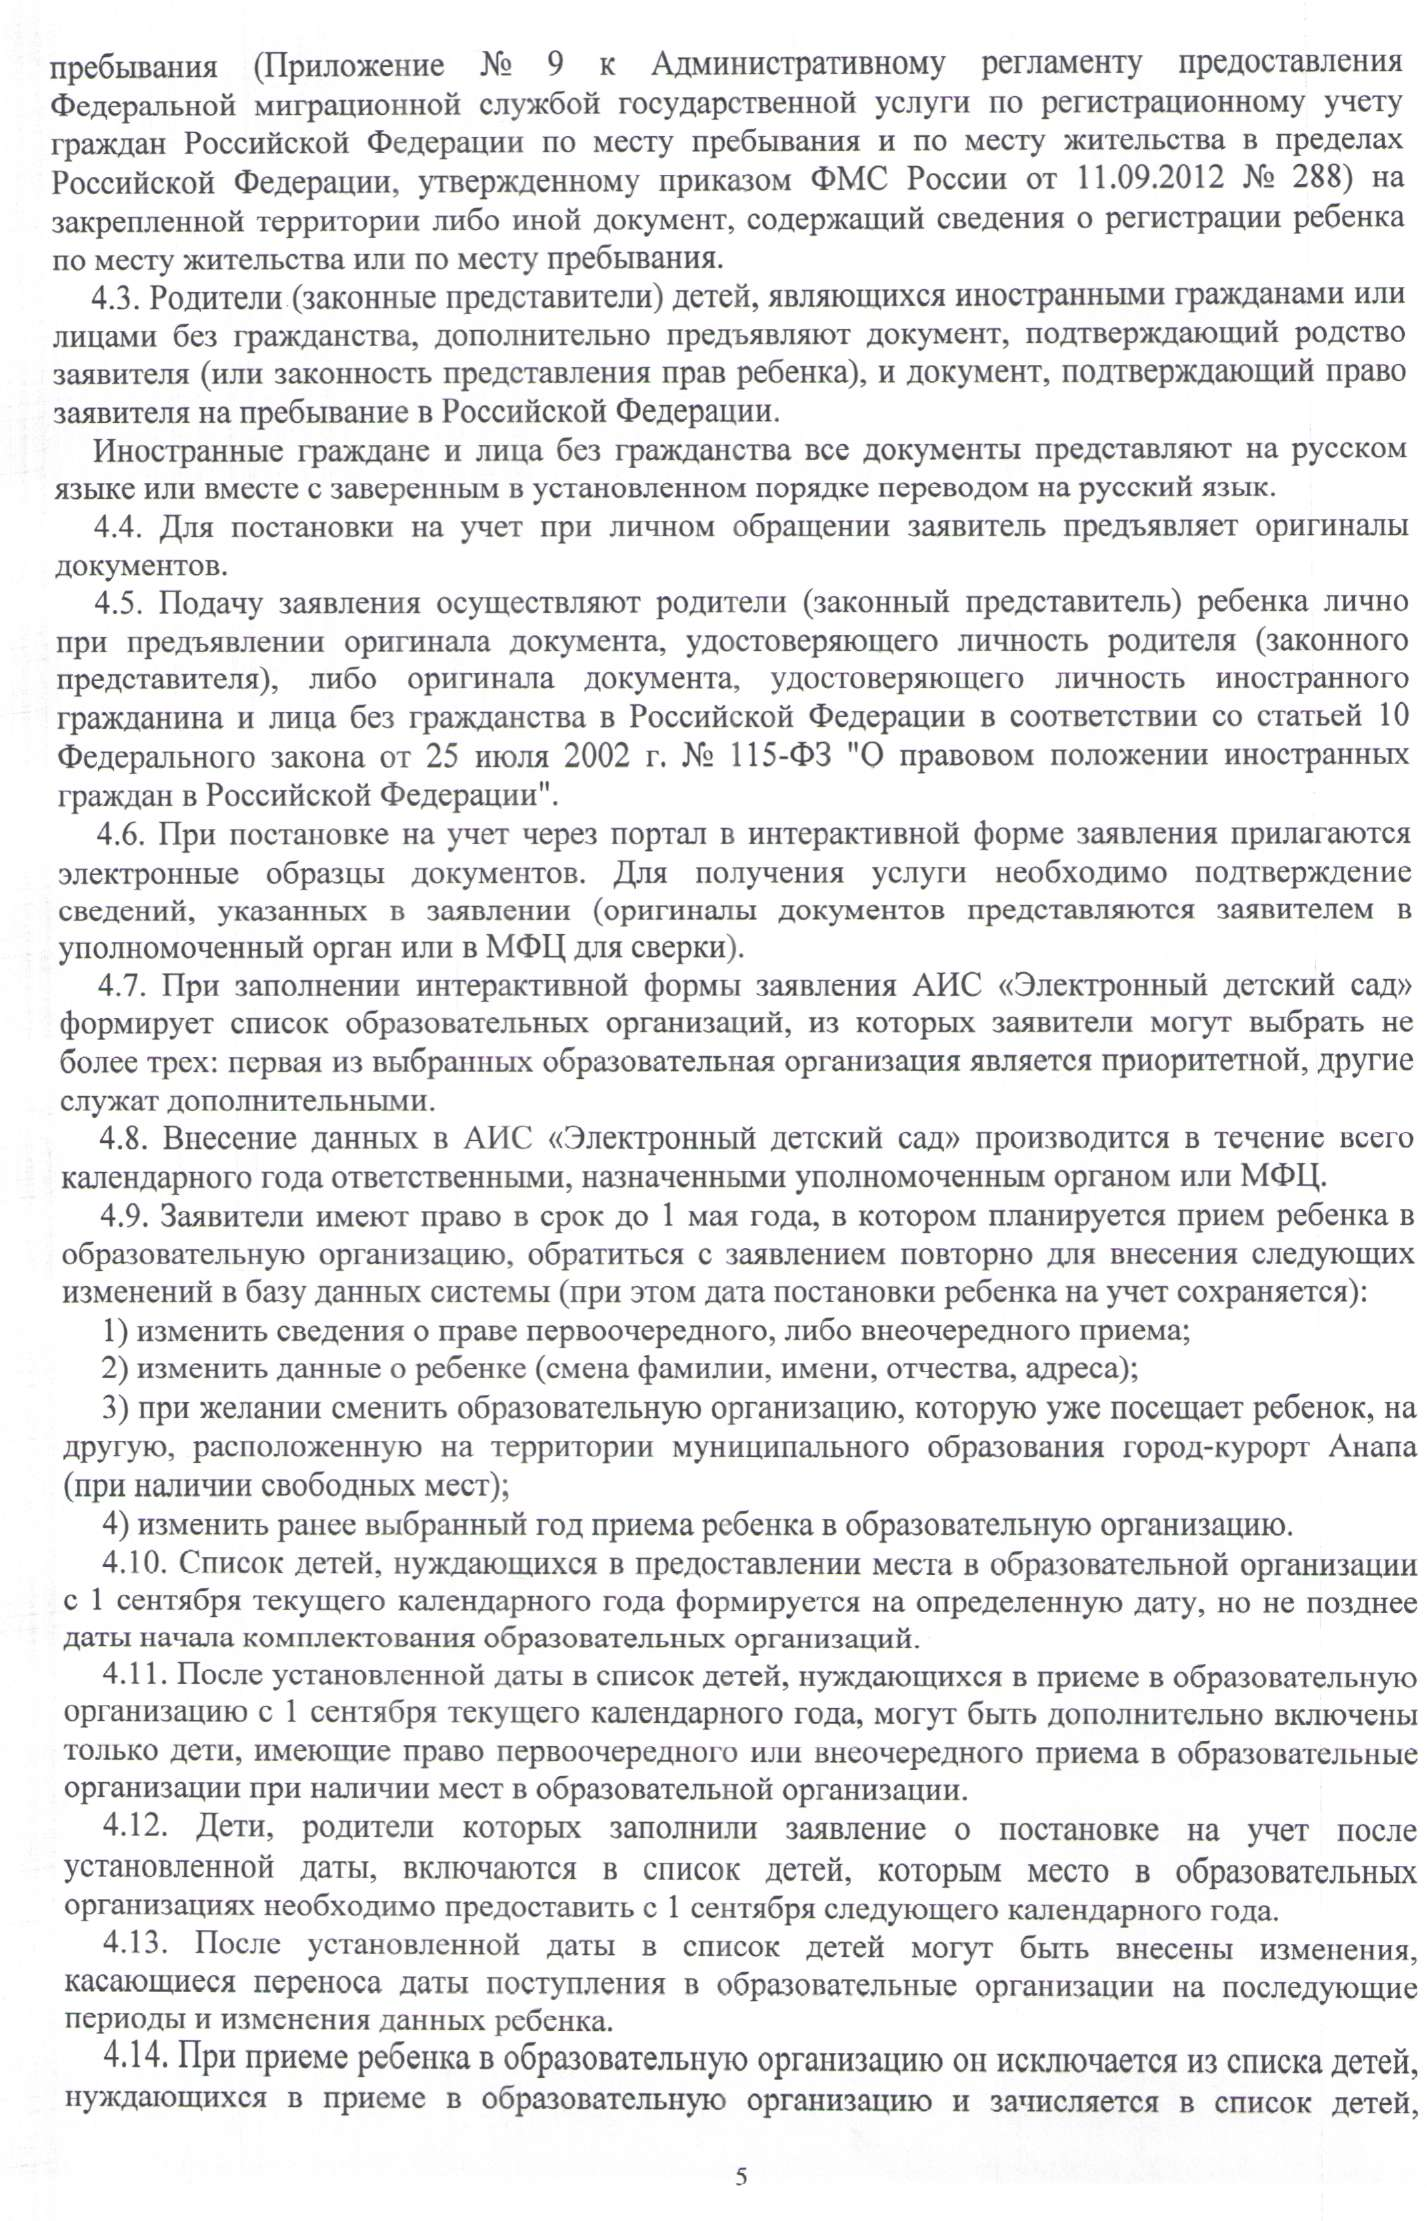 пребывания (Приложение № 9 к Административному регламенту предоставления
Федеральной миграционной службой государственной услуги по регистрационному учету
граждан Российской Федерации по месту пребывания и по месту жительства в пределах
Российской Федерации, утвержденному приказом ФМС России от 11.09.2012 № 288) на
закрепленной территории либо иной документ, содержащий сведения о регистрации ребенка
по месту жительства или по месту пребывания.
4.3. Родители (законные представители) детей, являющихся иностранными гражданами или
лицами без гражданства, дополнительно предъявляют документ, подтверждающий родство
заявителя (или законность представления прав ребенка), и документ, подтверждающий право
заявителя на пребывание в Российской Федерации.
Иностранные граждане и лица без гражданства все документы представляют на русском
языке или вместе с заверенным в установленном порядке переводом на русский язык.
4.4. Для постановки на учет при личном обращении заявитель предъявляет оригиналы
документов.
4.5. Подачу заявления осуществляют родители (законный представитель) ребенка лично
при предъявлении оригинала документа, удостоверяющего личность родителя (законного
представителя), либо оригинала документа, удостоверяющего личность иностранного
гражданина и лица без гражданства в Российской Федерации в соответствии со статьей 10
Федерального закона от 25 июля 2002 г. № 115-ФЗ "О правовом положении иностранных
граждан в Российской Федерации".
4.6. При постановке на учет через портал в интерактивной форме заявления прилагаются
электронные образцы документов. Для получения услуги необходимо подтверждение
сведений, указанных в заявлении (оригиналы документов представляются заявителем в
уполномоченный орган или в МФЦ для сверки).
4.7. При заполнении интерактивной формы заявления АИС «Электронный детский сад»
формирует список образовательных организаций, из которых заявители могут выбрать не
более трех: первая из выбранных образовательная организация является приоритетной, другие
служат дополнительными.
4.8. Внесение данных в АИС «Электронный детский сад» производится в течение всего
календарного года ответственными, назначенными уполномоченным органом или МФЦ.
4.9. Заявители имеют право в срок до 1 мая года, в котором планируется прием ребенка в
образовательную организацию, обратиться с заявлением повторно для внесения следующих
изменений в базу данных системы (при этом дата постановки ребенка на учет сохраняется):
1) изменить сведения о праве первоочередного, либо внеочередного приема;
2) изменить данные о ребенке (смена фамилии, имени, отчества, адреса);
3) при желании сменить образовательную организацию, которую уже посещает ребенок, на
другую, расположенную на территории муниципального образования город-курорт Анапа
(при наличии свободных мест);
4) изменить ранее выбранный год приема ребенка в образовательную организацию.
4.10. Список детей, нуждающихся в предоставлении места в образовательной организации
с 1 сентября текущего календарного года формируется на определенную дату, но не позднее
даты начала комплектования образовательных организаций.
4.11. После установленной даты в список детей, нуждающихся в приеме в образовательную
организацию с 1 сентября текущего календарного года, могут быть дополнительно включены
только дети, имеющие право первоочередного или внеочередного приема в образовательные
организации при наличии мест в образовательной организации.
4.12. Дети, родители которых заполнили заявление о постановке на учет после
установленной даты, включаются в список детей, которым место в образовательных
организациях необходимо предоставить с 1 сентября следующего календарного года.
4.13. После установленной даты в список детей могут быть внесены изменения,
касающиеся переноса даты поступления в образовательные организации на последующие
периоды и изменения данных ребенка.
4.14. При приеме ребенка в образовательную организацию он исключается из списка детей,
нуждающихся в приеме в образовательную организацию и зачисляется в список детей,
5